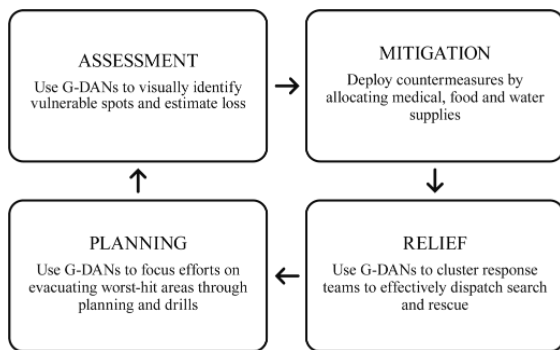 ASSESSMENT
Use G-DANs to visually identify
vulnerable spots and estimate loss
MITIGATION
Deploy countermeasures by
allocating medical, food and water
supplies
PLANNING
Use G-DANs to focus efforts on
evacuating worst-hit areas through
planning and drills
RELIEF
Use G-DANs to cluster response
teams to effectively dispatch search
and rescue